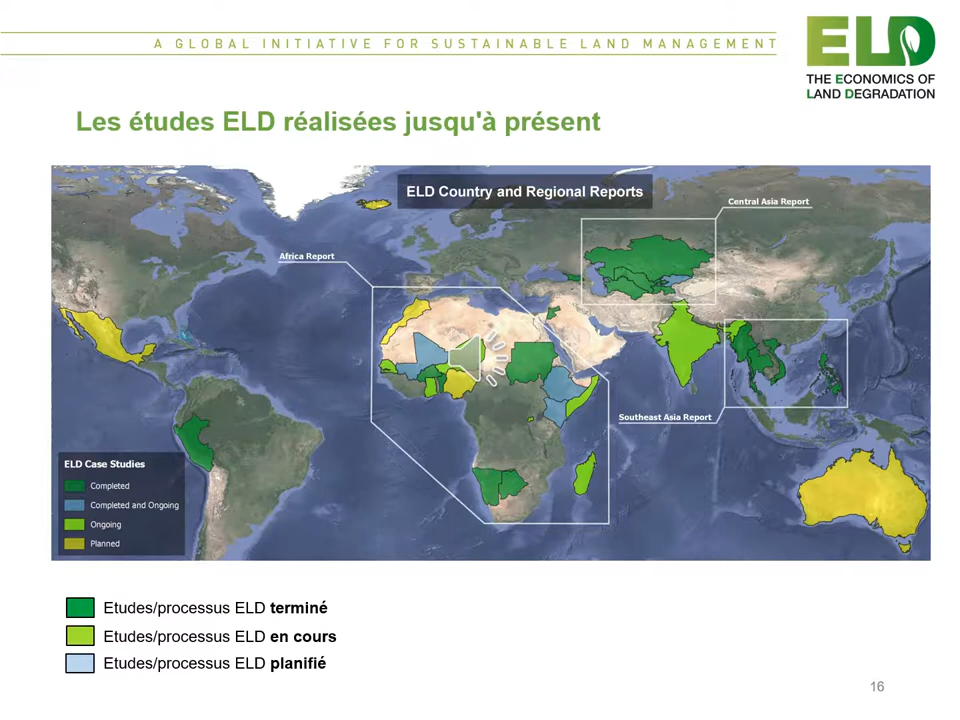 A GLOBAL INITIATIVE FOR SUSTAINABLE LAND MANAGEMENT
ELD
THE ECONOMICS OF
LAND DEGRADATION
Les études ELD réalisées jusqu'à présent
ELD Country and Regional Reports
Central Asia Report
Africa Report
Southeast Asia Report
ELD Case Studies
Completed
Completed and Ongoing
Ongoing
Planned
Etudes/processus ELD terminé
Etudes/processus ELD en cours
Etudes/processus ELD planifié
16